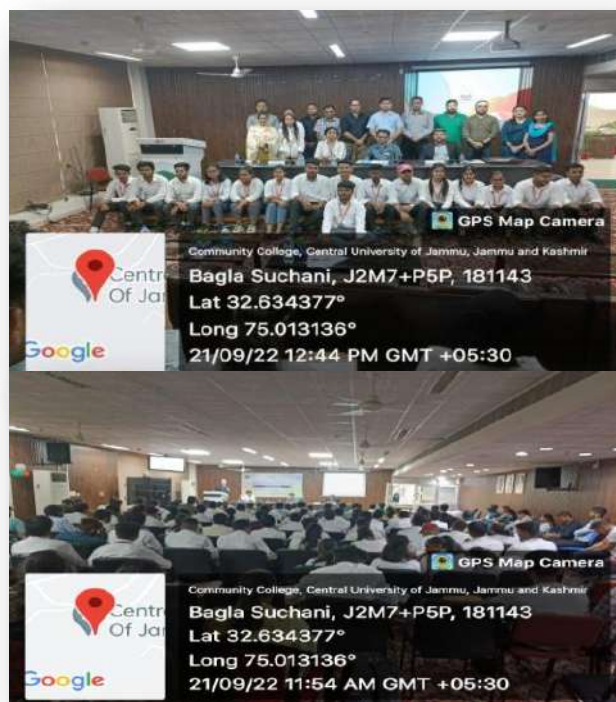 GPS Map Camera
Community College, Central University of Jammu, Jammu and Kashmir
Bagla Suchani, J2M7+P5P, 181143
Lat 32.634377°
Long 75.013136°
21/09/22 12:44 PM GMT +05:30
Centr
Of Jar
Google
GPS Map Camera
Community College, Central University of Jammu, Jammu and Kashmir
Bagla Suchani, J2M7+P5P, 181143
Lat 32.634377°
Long 75.013136°
21/09/22 11:54 AM GMT +05:30
Centr
Of Jar
Google